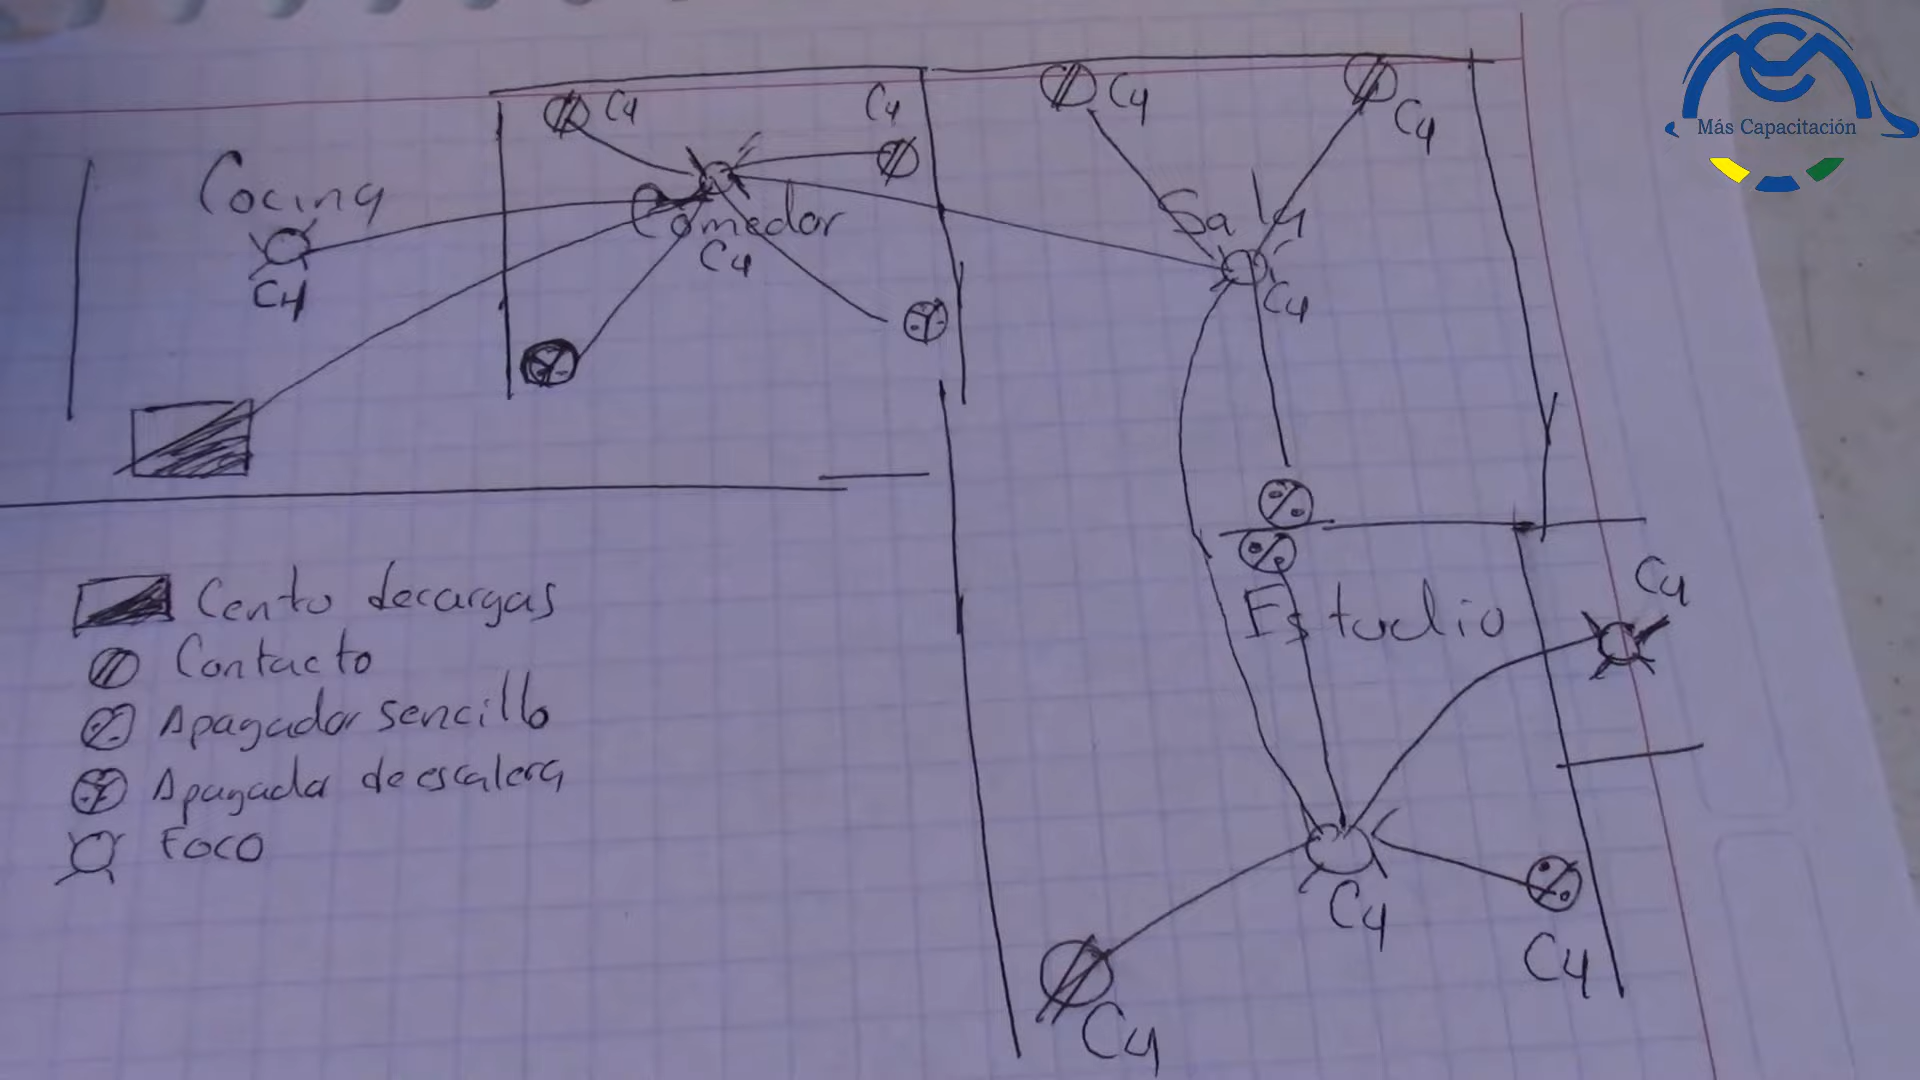 C4
C4
C4
C4
Cocina
Comedor
Sala
C4
C4
C4
Estudio
C4
Cento decargas
Contacto
Apagador sencillo
Apagador de escalera
Foco
C4
C4
C4
Más Capacitación